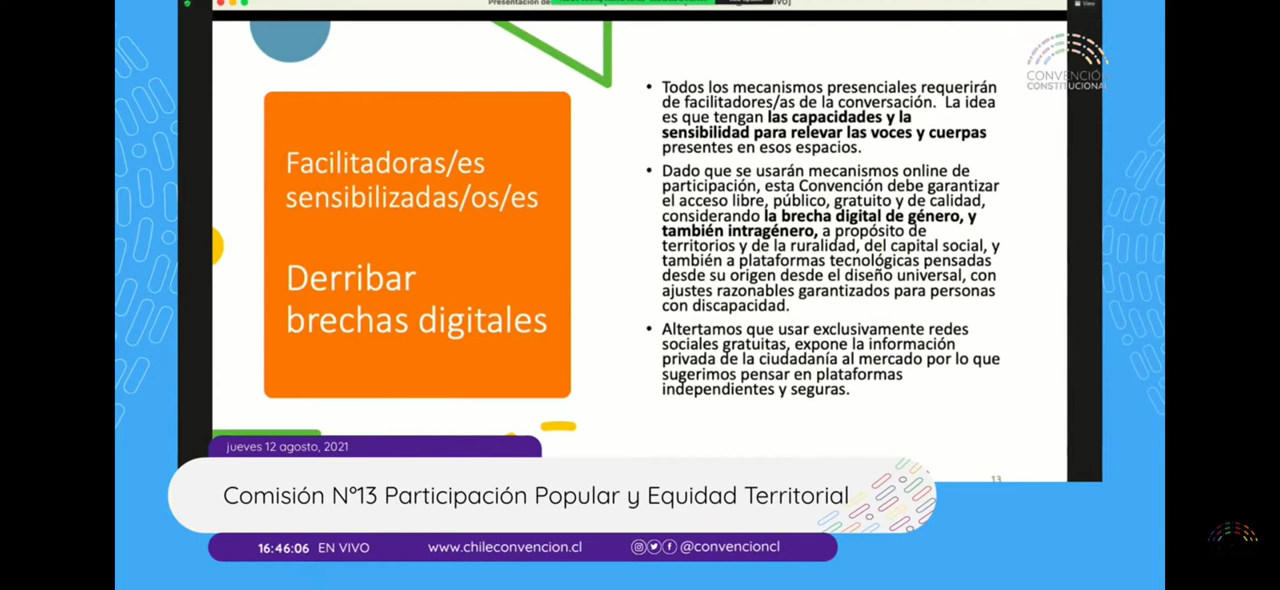 Presentación de
View
CONVENCIÓN
CONSTITUCIONAL
Facilitadoras/es
sensibilizadas/os/es
Derribar
brechas digitales
• Todos los mecanismos presenciales requerirán
de facilitadores/as de la conversación. La idea
es que tengan las capacidades y la
sensibilidad para relevar las voces y cuerpas
presentes en esos espacios.
• Dado que se usarán mecanismos online de
participación, esta Convención debe garantizar
el acceso libre, público, gratuito y de calidad,
considerando la brecha digital de género, y
también intragénero, a propósito de
territorios y de la ruralidad, del capital social, y
también a plataformas tecnológicas pensadas
desde su origen desde el diseño universal, con
ajustes razonables garantizados para personas
con discapacidad.
• Altertamos que usar exclusivamente redes
sociales gratuitas, expone la información
privada de la ciudadanía al mercado por lo que
sugerimos pensar en plataformas
independientes y seguras.
13
jueves 12 agosto, 2021
Comisión N°13 Participación Popular y Equidad Territorial
16:46:06 EN VIVO www.chileconvencion.cl @convencioncl